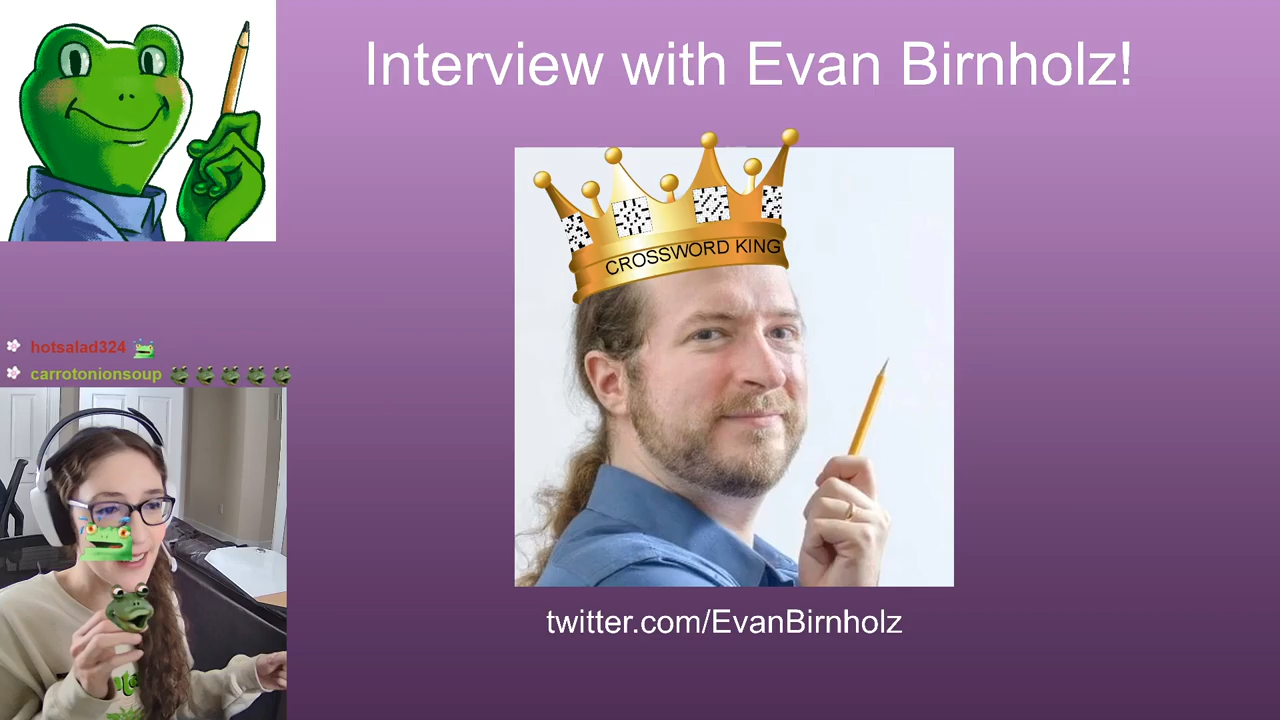 Interview with Evan Birnholz!
CROSSWORD KING
hotsalad324
carrotonionsoup
twitter.com/EvanBirnholz